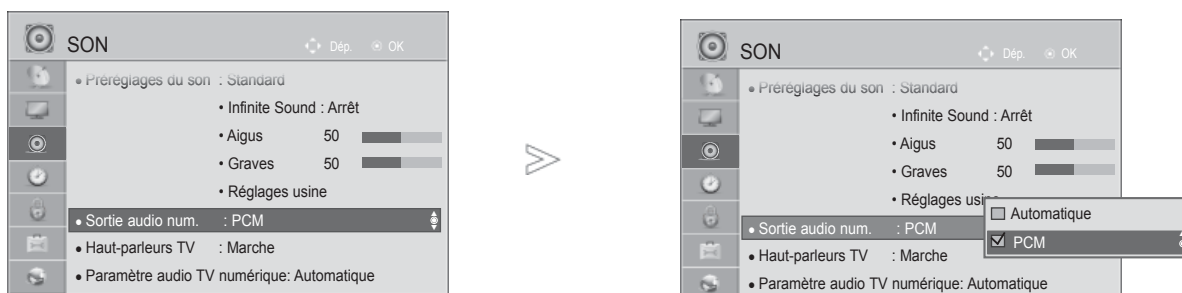 SON
Dép. OK
• Préréglages du son : Standard
• Infinite Sound : Arrêt
• Aigus 50
• Graves 50
• Réglages usine
• Sortie audio num. : PCM
• Haut-parleurs TV : Marche
• Paramètre audio TV numérique: Automatique
SON
Dép. OK
• Préréglages du son : Standard
• Infinite Sound : Arrêt
• Aigus 50
• Graves 50
• Réglages usine
Automatique
• Sortie audio num. : PCM
PCM
• Haut-parleurs TV : Marche
• Paramètre audio TV numérique: Automatique